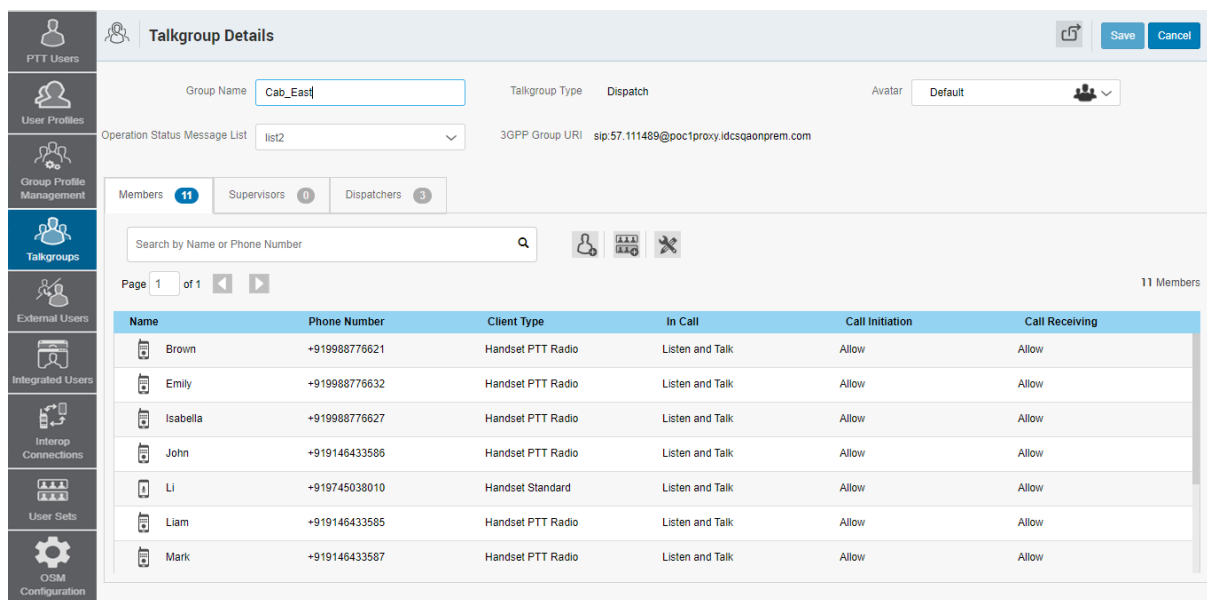 PTT Users
User Profiles
Group Profile
Management
Talkgroups
External Users
Integrated Users
Interop
Connections
User Sets
OSM
Configuration
Talkgroup Details
Save Cancel
Group Name Cab_East Talkgroup Type Dispatch Avatar Default
Operation Status Message List list2 3GPP Group URI sip:57.111489@poc1proxy.idcsqaonprem.com
Members 11 Supervisors 0 Dispatchers 3
Search by Name or Phone Number
Page 1 of 1 11 Members
Name Phone Number Client Type In Call Call Initiation Call Receiving
Brown +919988776621 Handset PTT Radio Listen and Talk Allow Allow
Emily +919988776632 Handset PTT Radio Listen and Talk Allow Allow
Isabella +919988776627 Handset PTT Radio Listen and Talk Allow Allow
John +919146433586 Handset PTT Radio Listen and Talk Allow Allow
Li +919745038010 Handset Standard Listen and Talk Allow Allow
Liam +919146433585 Handset PTT Radio Listen and Talk Allow Allow
Mark +919146433587 Handset PTT Radio Listen and Talk Allow Allow